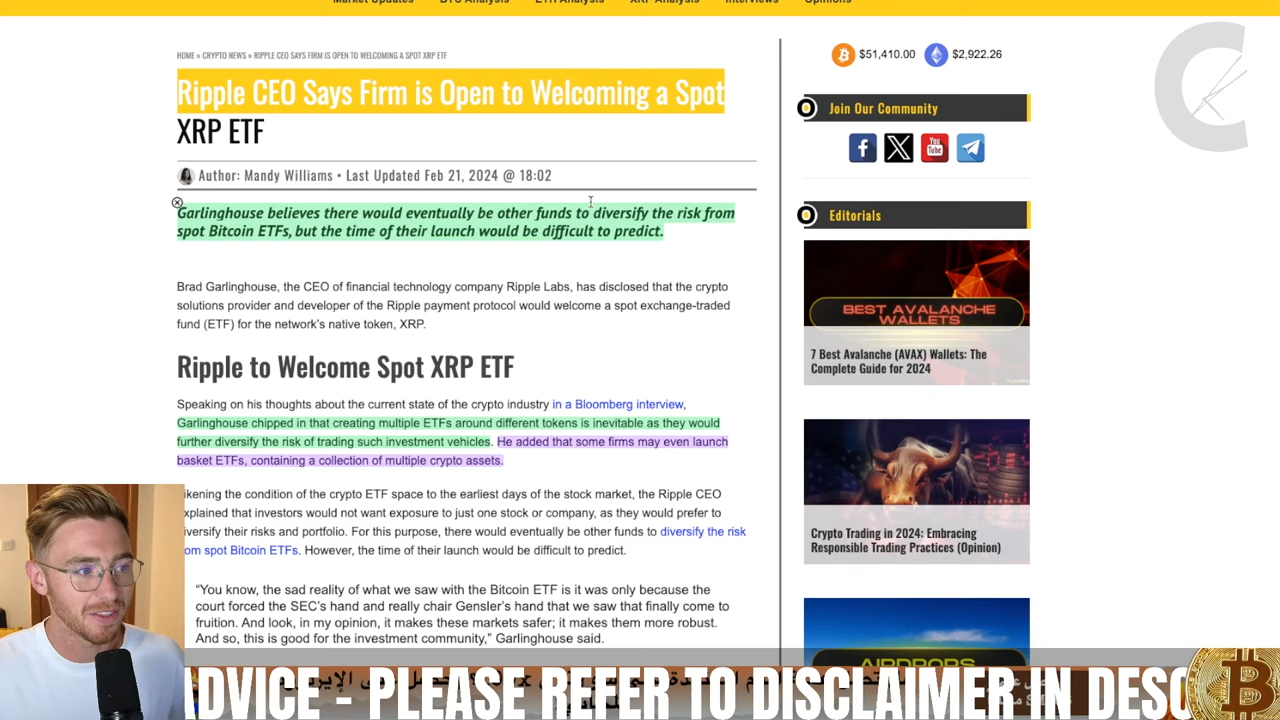 Market Updates BTC Analysis ETH Analysis XRP Analysis Interviews Opinions
HOME » CRYPTO NEWS » RIPPLE CEO SAYS FIRM IS OPEN TO WELCOMING A SPOT XRP ETF
Ripple CEO Says Firm is Open to Welcoming a Spot
XRP ETF
Author: Mandy Williams • Last Updated Feb 21, 2024 @ 18:02
Garlinghouse believes there would eventually be other funds to diversify the risk from
spot Bitcoin ETFs, but the time of their launch would be difficult to predict.
Brad Garlinghouse, the CEO of financial technology company Ripple Labs, has disclosed that the crypto
solutions provider and developer of the Ripple payment protocol would welcome a spot exchange-traded
fund (ETF) for the network's native token, XRP.
Ripple to Welcome Spot XRP ETF
Speaking on his thoughts about the current state of the crypto industry in a Bloomberg interview,
Garlinghouse chipped in that creating multiple ETFs around different tokens is inevitable as they would
further diversify the risk of trading such investment vehicles. He added that some firms may even launch
basket ETFs, containing a collection of multiple crypto assets.
ikening the condition of the crypto ETF space to the earliest days of the stock market, the Ripple CEO
xplained that investors would not want exposure to just one stock or company, as they would prefer to
iversify their risks and portfolio. For this purpose, there would eventually be other funds to diversify the risk
om spot Bitcoin ETFs. However, the time of their launch would be difficult to predict.
"You know, the sad reality of what we saw with the Bitcoin ETF is it was only because the
court forced the SEC's hand and really chair Gensler's hand that we saw that finally come to
fruition. And look, in my opinion, it makes these markets safer; it makes them more robust.
And so, this is good for the investment community," Garlinghouse said.
$51,410.00 $2,922.26
Join Our Community
You
Tube
Editorials
BEST AVALANCHE
WALLETS
7 Best Avalanche (AVAX) Wallets: The
Complete Guide for 2024
Crypto Trading in 2024: Embracing
Responsible Trading Practices (Opinion)
AIRDROPS
ADVICE - PLEASE REFER TO DISCLAIMER IN DESC